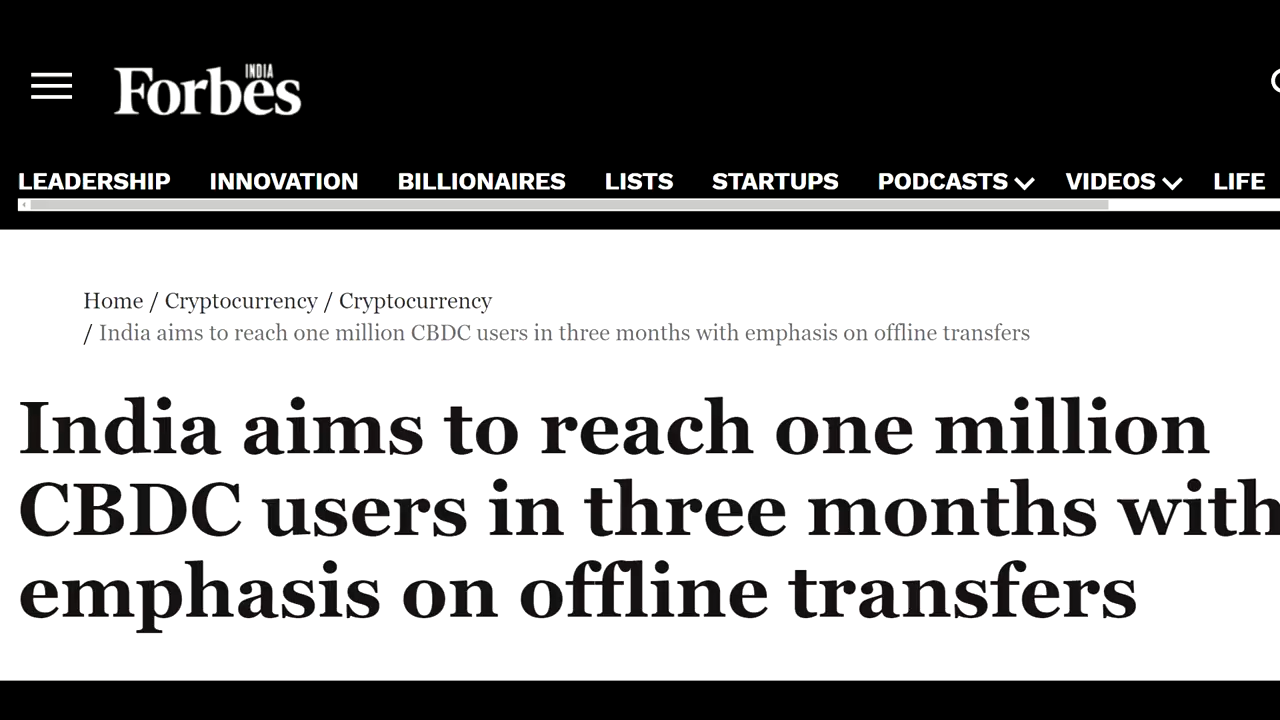 Forbes INDIA
LEADERSHIP INNOVATION BILLIONAIRES LISTS STARTUPS PODCASTS VIDEOS LIFE
Home / Cryptocurrency / Cryptocurrency
/ India aims to reach one million CBDC users in three months with emphasis on offline transfers
India aims to reach one million
CBDC users in three months with
emphasis on offline transfers